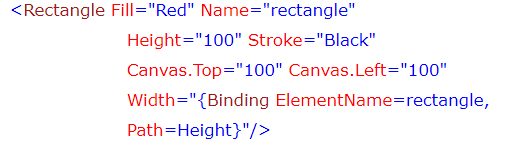 <Rectangle Fill="Red" Name="rectangle"
Height="100" Stroke="Black"
Canvas.Top="100" Canvas.Left="100"
Width="{Binding ElementName=rectangle,
Path=Height}"/>